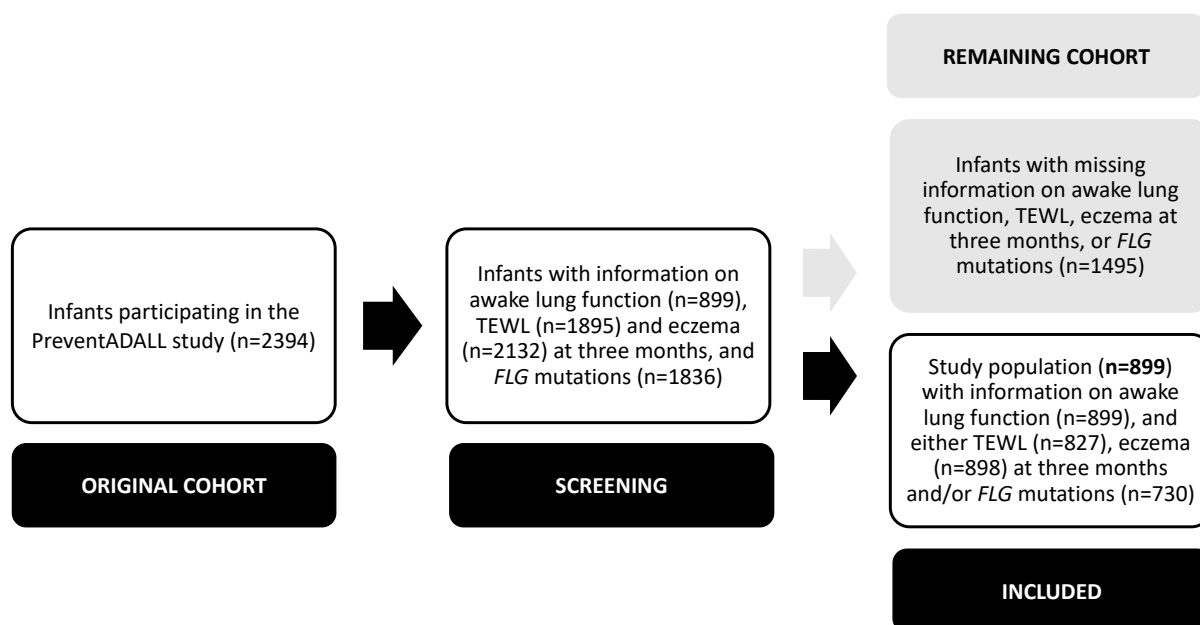 Infants participating in the
PreventADALL study (n=2394)
ORIGINAL COHORT
Infants with information on
awake lung function (n=899),
TEWL (n=1895) and eczema
(n=2132) at three months, and
FLG mutations (n=1836)
SCREENING
REMAINING COHORT
Infants with missing
information on awake lung
function, TEWL, eczema at
three months, or FLG
mutations (n=1495)
Study population (n=899)
with information on awake
lung function (n=899), and
either TEWL (n=827), eczema
(n=898) at three months
and/or FLG mutations (n=730)
INCLUDED